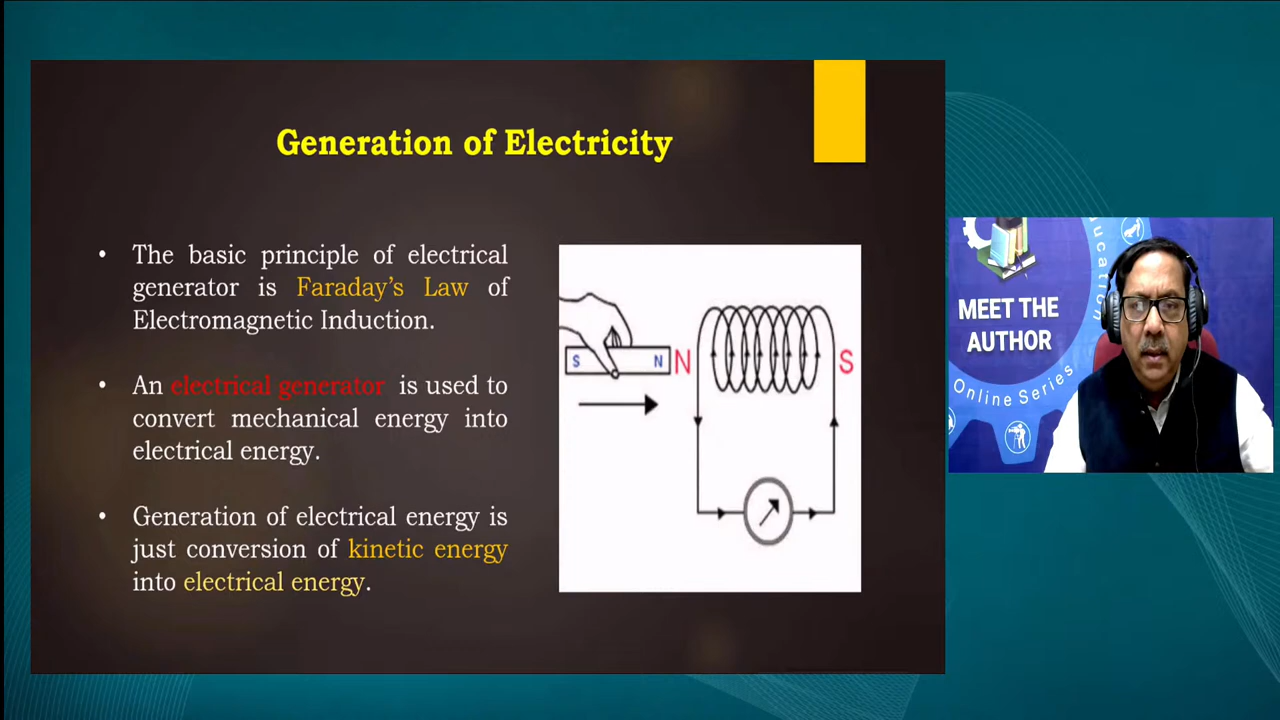 Generation of Electricity
• The basic principle of electrical
generator is Faraday's Law of
Electromagnetic Induction.
• An electrical generator is used to
convert mechanical energy into
electrical energy.
• Generation of electrical energy is
just conversion of kinetic energy
into electrical energy.
S N
N S
MEET THE
AUTHOR
Online Series